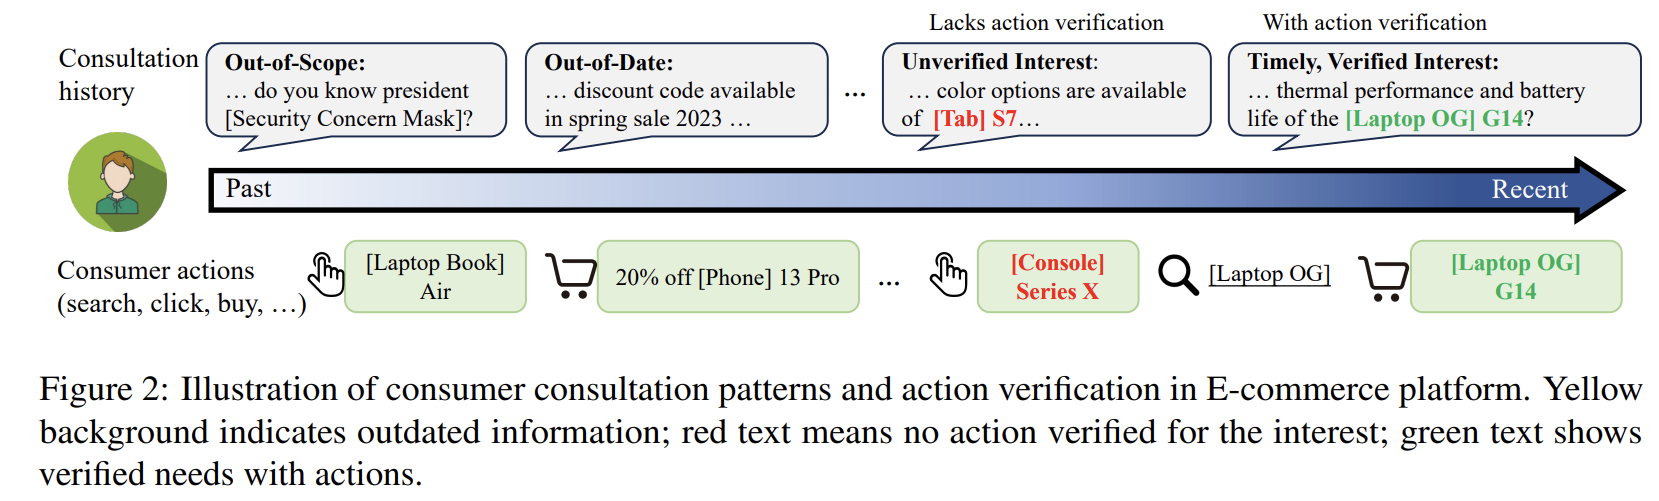 Lacks action verification
With action verification
Consultation
history
Out-of-Scope:
… do you know president
[Security Concern Mask]?
Out-of-Date:
… discount code available
in spring sale 2023 …
...
Unverified Interest:
… color options are available
of [Tab] S7…
Timely, Verified Interest:
… thermal performance and battery
life of the [Laptop OG] G14?
Past
Recent
Consumer actions
(search, click, buy, …)
[Laptop Book]
Air
20% off [Phone] 13 Pro
...
[Console]
Series X
[Laptop OG]
[Laptop OG]
G14
Figure 2: Illustration of consumer consultation patterns and action verification in E-commerce platform. Yellow
background indicates outdated information; red text means no action verified for the interest; green text shows
verified needs with actions.